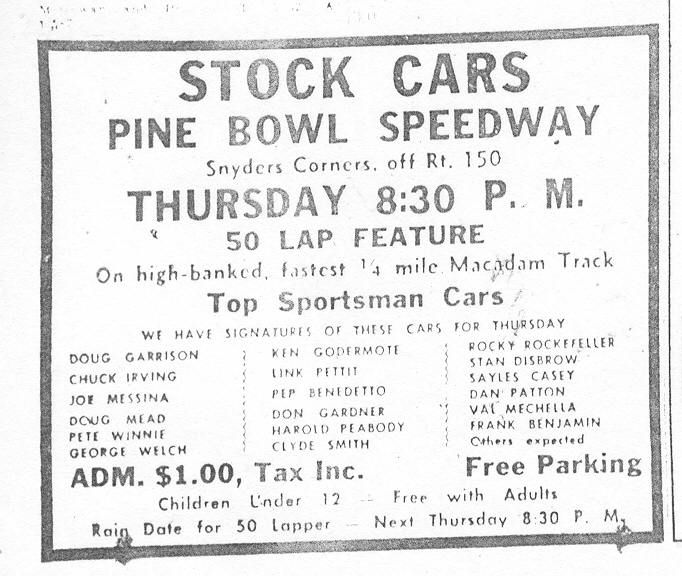 STOCK CARS
PINE BOWL SPEEDWAY
Snyders Corners, off Rt. 150
THURSDAY 8:30 P. M.
50 LAP FEATURE
On high-banked, fastest ¼ mile Macadam Track
Top Sportsman Cars
WE HAVE SIGNATURES OF THESE CARS FOR THURSDAY
DOUG GARRISON
CHUCK IRVING
JOE MESSINA
DOUG MEAD
PETE WINNIE
GEORGE WELCH
KEN GODERMOTE
LINK PETTIT
PEP BENEDETTO
DON GARDNER
HAROLD PEABODY
CLYDE SMITH
ROCKY ROCKEFELLER
STAN DISBROW
SAYLES CASEY
DAN PATTON
VAL MECHELLA
FRANK BENJAMIN
Others expected
ADM. $1.00, Tax Inc. Free Parking
Children Under 12 — Free with Adults
Rain Date for 50 Lapper — Next Thursday 8:30 P. M.